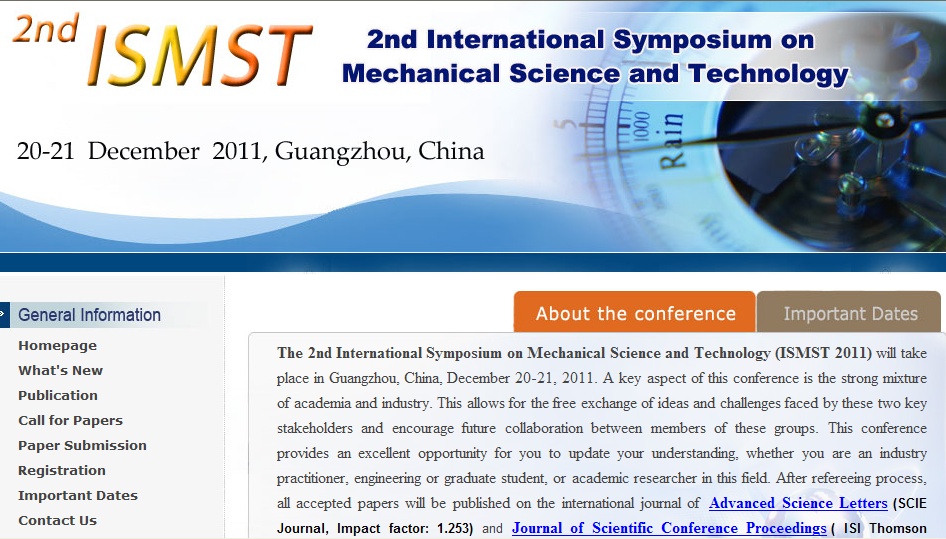 2nd ISMST
2nd International Symposium on
Mechanical Science and Technology
20-21 December 2011, Guangzhou, China
5
1000
Rain
General Information
Homepage
What's New
Publication
Call for Papers
Paper Submission
Registration
Important Dates
Contact Us
About the conference
Important Dates
The 2nd International Symposium on Mechanical Science and Technology (ISMST 2011) will take
place in Guangzhou, China, December 20-21, 2011. A key aspect of this conference is the strong mixture
of academia and industry. This allows for the free exchange of ideas and challenges faced by these two key
stakeholders and encourage future collaboration between members of these groups. This conference
provides an excellent opportunity for you to update your understanding, whether you are an industry
practitioner, engineering or graduate student, or academic researcher in this field. After refereeing process,
all accepted papers will be published on the international journal of Advanced Science Letters (SCIE
Journal, Impact factor: 1.253) and Journal of Scientific Conference Proceedings ( ISI Thomson